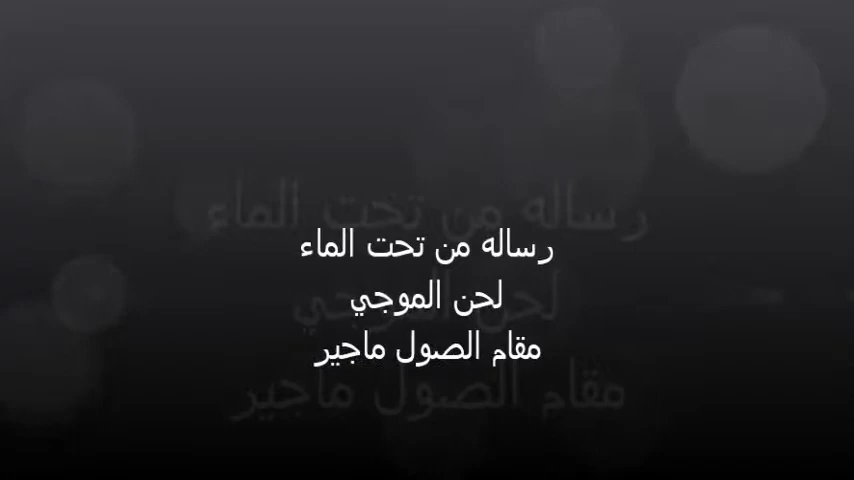 رساله من تحت الماء
لحن الموجي
مقام الصول ماجير